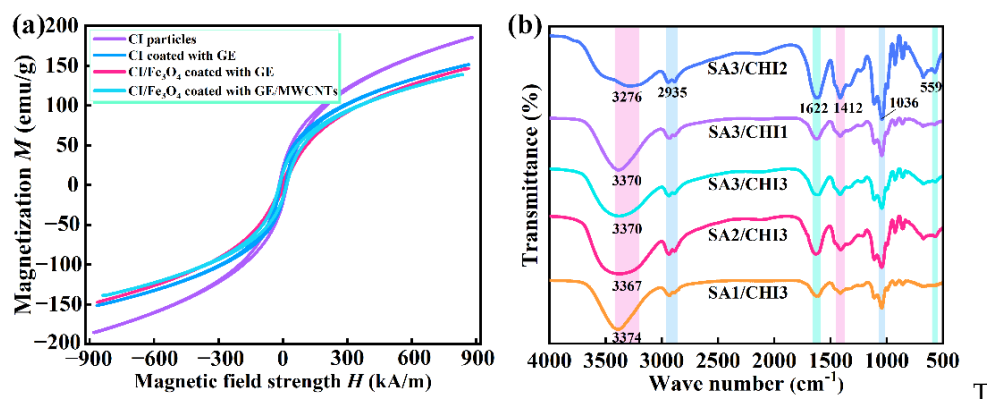 (a)
200
150
100
50
0
−50
−100
−150
−200
Magnetization M (emu/g)
CI particles
CI coated with GE
CI/Fe₃O₄ coated with GE
CI/Fe₃O₄ coated with GE/MWCNTs
−900 −600 −300 0 300 600 900
Magnetic field strength H (kA/m)
(b)
Transmittance (%)
SA3/CHI2
3276
2935
1622
1412
1036
559
SA3/CHI1
3370
SA3/CHI3
3370
SA2/CHI3
3367
SA1/CHI3
3374
4000 3500 3000 2500 2000 1500 1000 500
Wave number (cm⁻¹)
T